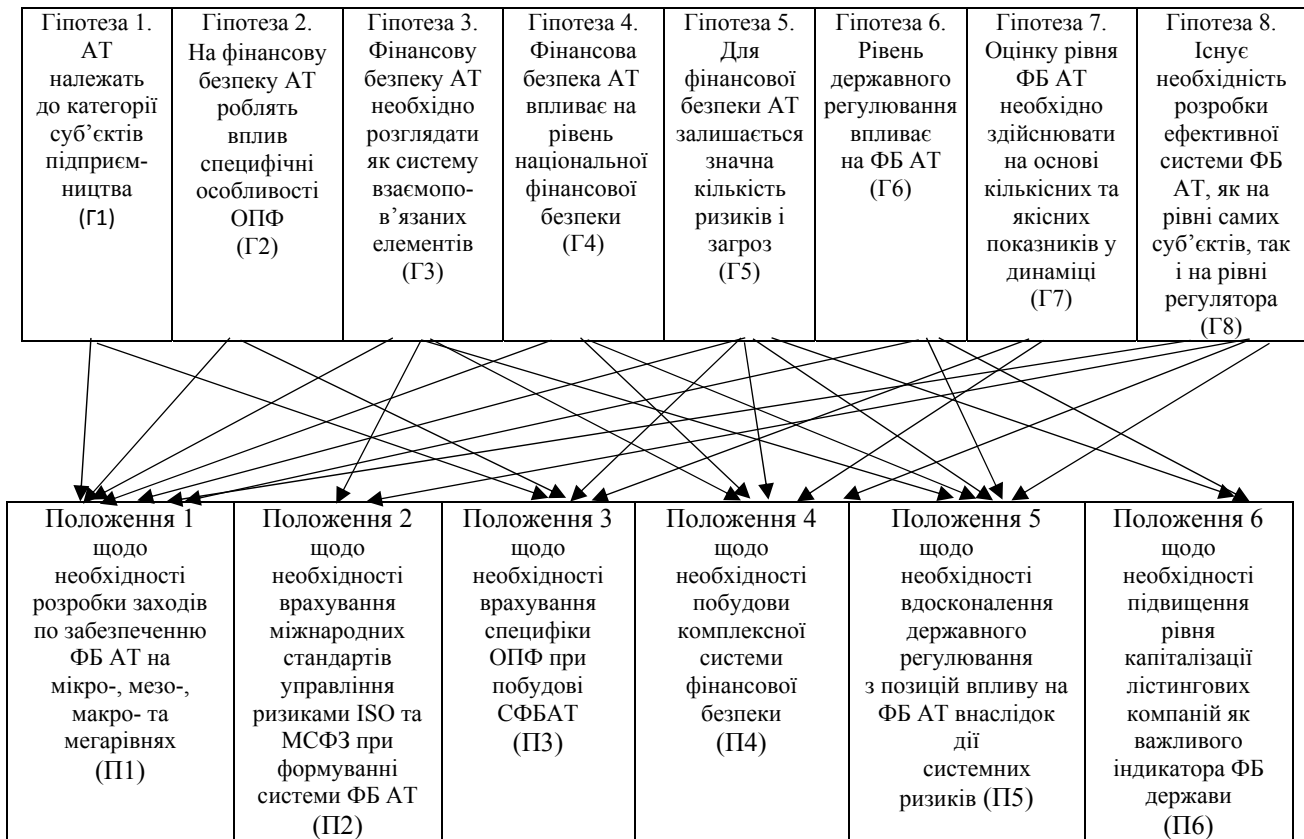 Гіпотеза 1.
АТ
належать
до категорії
суб’єктів
підприєм-
ництва
(Г1)
Гіпотеза 2.
На фінансову
безпеку АТ
роблять
вплив
специфічні
особливості
ОПФ
(Г2)
Гіпотеза 3.
Фінансову
безпеку АТ
необхідно
розглядати
як систему
взаємопо-
в’язаних
елементів
(Г3)
Гіпотеза 4.
Фінансова
безпека АТ
впливає на
рівень
національної
фінансової
безпеки
(Г4)
Гіпотеза 5.
Для
фінансової
безпеки АТ
залишається
значна
кількість
ризиків і
загроз
(Г5)
Гіпотеза 6.
Рівень
державного
регулювання
впливає
на ФБ АТ
(Г6)
Гіпотеза 7.
Оцінку рівня
ФБ АТ
необхідно
здійснювати
на основі
кількісних та
якісних
показників у
динаміці
(Г7)
Гіпотеза 8.
Існує
необхідність
розробки
ефективної
системи ФБ
АТ, як на
рівні самих
суб’єктів, так
і на рівні
регулятора
(Г8)
Положення 1
щодо
необхідності
розробки заходів
по забезпеченню
ФБ АТ на
мікро-, мезо-,
макро- та
мегарівнях
(П1)
Положення 2
щодо
необхідності
врахування
міжнародних
стандартів
управління
ризиками ISO та
МСФЗ при
формуванні
системи ФБ АТ
(П2)
Положення 3
щодо
необхідності
врахування
специфіки
ОПФ при
побудові
СФБАТ
(П3)
Положення 4
щодо
необхідності
побудови
комплексної
системи
фінансової
безпеки
(П4)
Положення 5
щодо
необхідності
вдосконалення
державного
регулювання
з позицій впливу на
ФБ АТ внаслідок
дії
системних
ризиків (П5)
Положення 6
щодо
необхідності
підвищення
рівня
капіталізації
лістингових
компаній як
важливого
індикатора ФБ
держави
(П6)